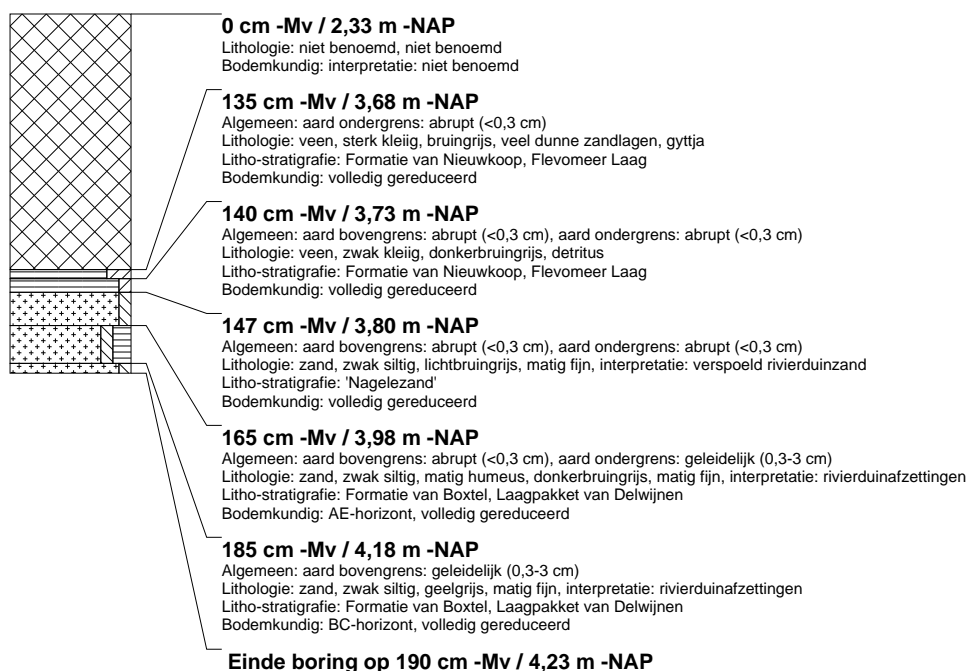 0 cm -Mv / 2,33 m -NAP
Lithologie: niet benoemd, niet benoemd
Bodemkundig: interpretatie: niet benoemd
135 cm -Mv / 3,68 m -NAP
Algemeen: aard ondergrens: abrupt (<0,3 cm)
Lithologie: veen, sterk kleiig, bruingrijs, veel dunne zandlagen, gyttja
Litho-stratigrafie: Formatie van Nieuwkoop, Flevomeer Laag
Bodemkundig: volledig gereduceerd
140 cm -Mv / 3,73 m -NAP
Algemeen: aard bovengrens: abrupt (<0,3 cm), aard ondergrens: abrupt (<0,3 cm)
Lithologie: veen, zwak kleiig, donkerbruingrijs, detritus
Litho-stratigrafie: Formatie van Nieuwkoop, Flevomeer Laag
Bodemkundig: volledig gereduceerd
147 cm -Mv / 3,80 m -NAP
Algemeen: aard bovengrens: abrupt (<0,3 cm), aard ondergrens: abrupt (<0,3 cm)
Lithologie: zand, zwak siltig, lichtbruingrijs, matig fijn, interpretatie: verspoeld rivierduinzand
Litho-stratigrafie: 'Nagelezand'
Bodemkundig: volledig gereduceerd
165 cm -Mv / 3,98 m -NAP
Algemeen: aard bovengrens: abrupt (<0,3 cm), aard ondergrens: geleidelijk (0,3-3 cm)
Lithologie: zand, zwak siltig, matig humeus, donkerbruingrijs, matig fijn, interpretatie: rivierduinafzettingen
Litho-stratigrafie: Formatie van Boxtel, Laagpakket van Delwijnen
Bodemkundig: AE-horizont, volledig gereduceerd
185 cm -Mv / 4,18 m -NAP
Algemeen: aard bovengrens: geleidelijk (0,3-3 cm)
Lithologie: zand, zwak siltig, geelgrijs, matig fijn, interpretatie: rivierduinafzettingen
Litho-stratigrafie: Formatie van Boxtel, Laagpakket van Delwijnen
Bodemkundig: BC-horizont, volledig gereduceerd
Einde boring op 190 cm -Mv / 4,23 m -NAP